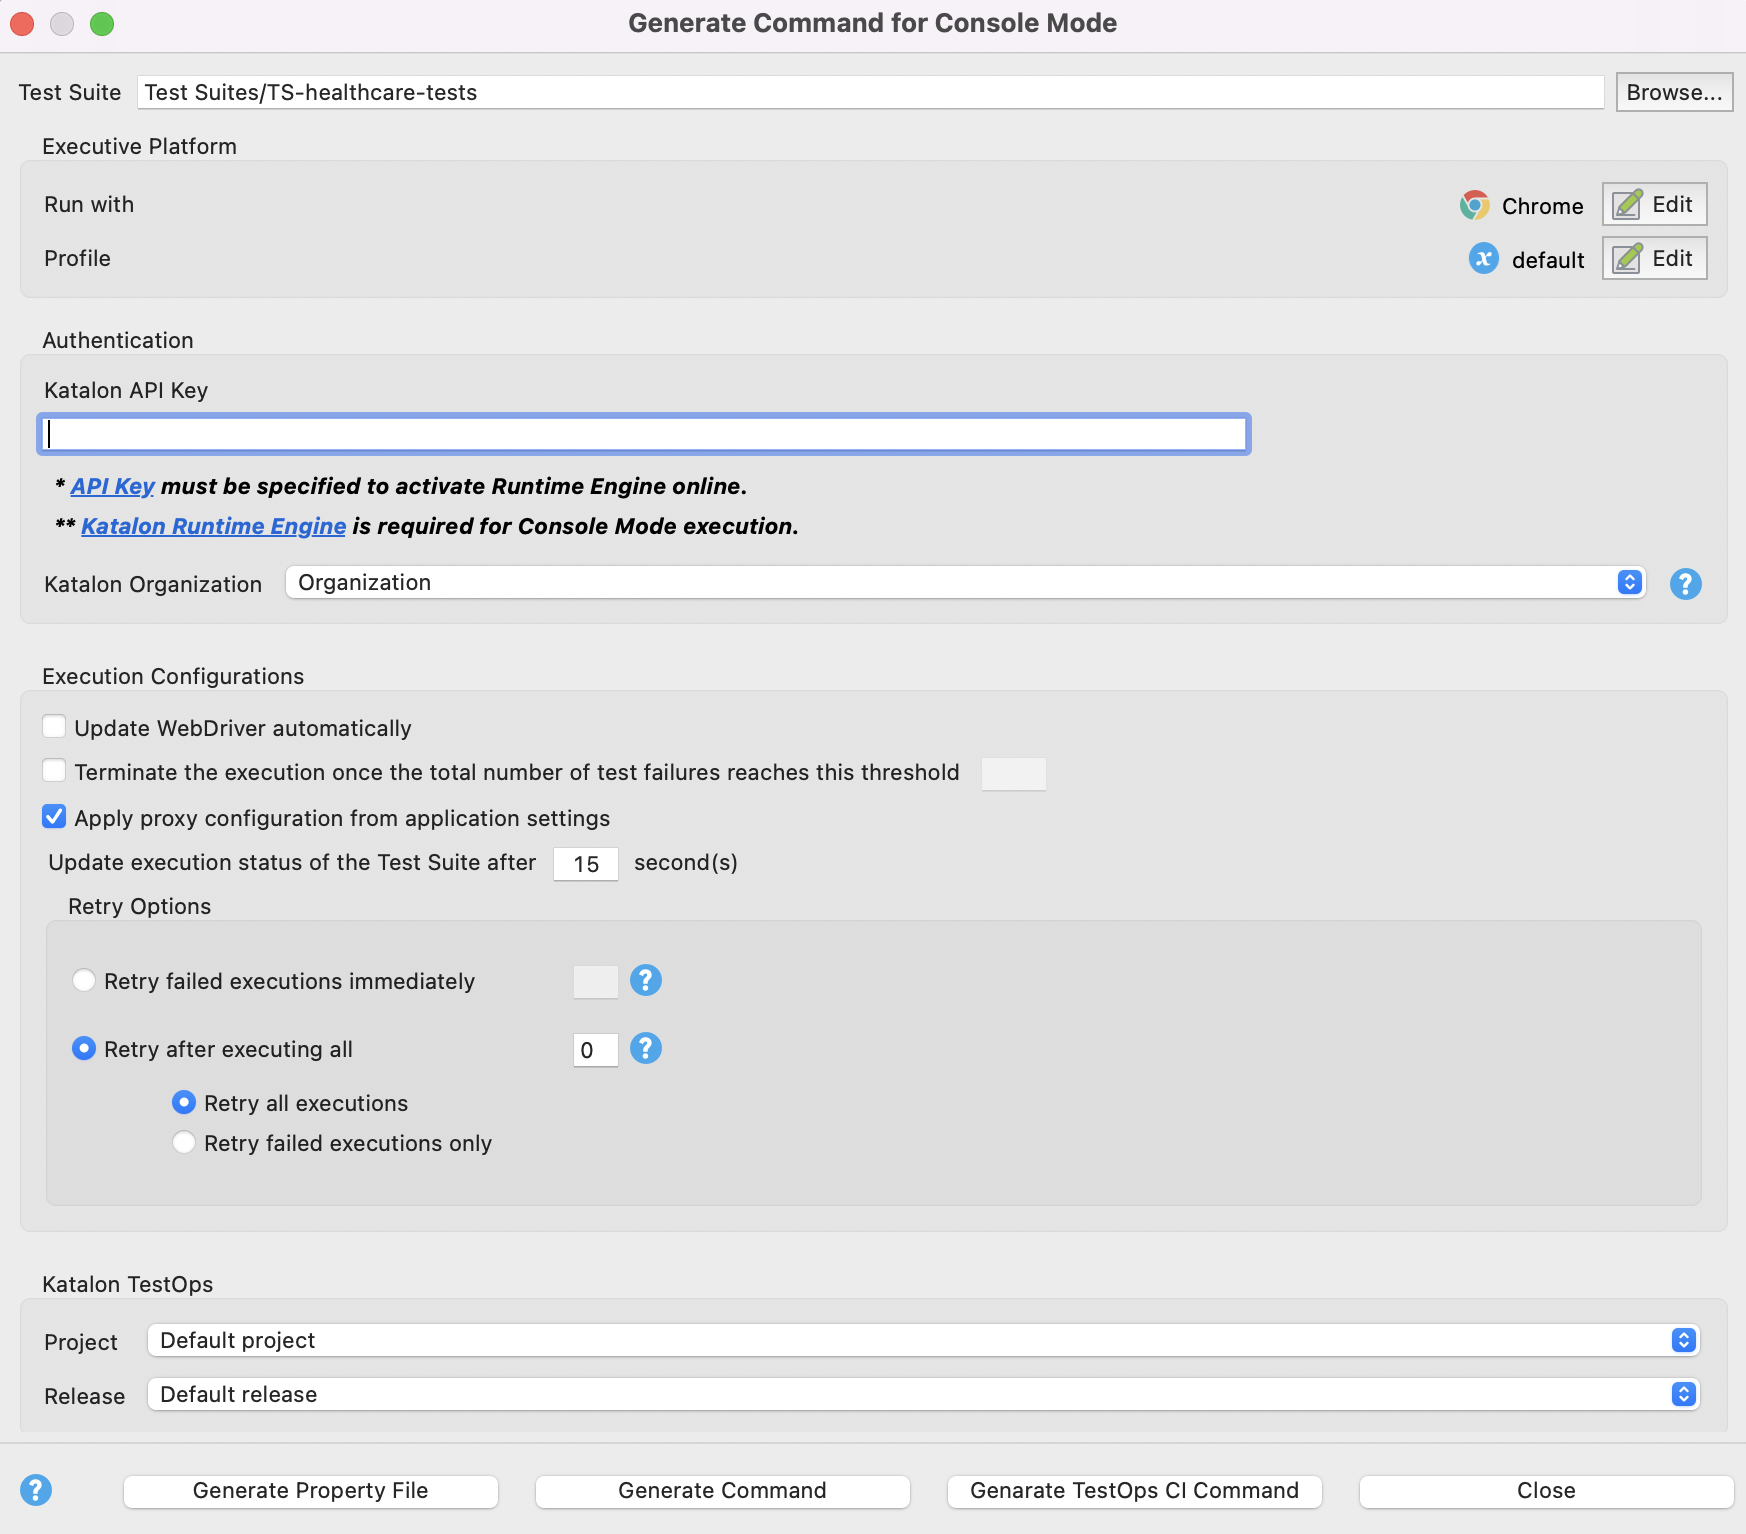 Generate Command for Console Mode
Test Suite Test Suites/TS-healthcare-tests Browse...
Executive Platform
Run with Chrome Edit
Profile x default Edit
Authentication
Katalon API Key
* API Key must be specified to activate Runtime Engine online.
** Katalon Runtime Engine is required for Console Mode execution.
Katalon Organization Organization ?
Execution Configurations
Update WebDriver automatically
Terminate the execution once the total number of test failures reaches this threshold
Apply proxy configuration from application settings
Update execution status of the Test Suite after 15 second(s)
Retry Options
Retry failed executions immediately ?
Retry after executing all 0 ?
Retry all executions
Retry failed executions only
Katalon TestOps
Project Default project
Release Default release
? Generate Property File Generate Command Genarate TestOps CI Command Close